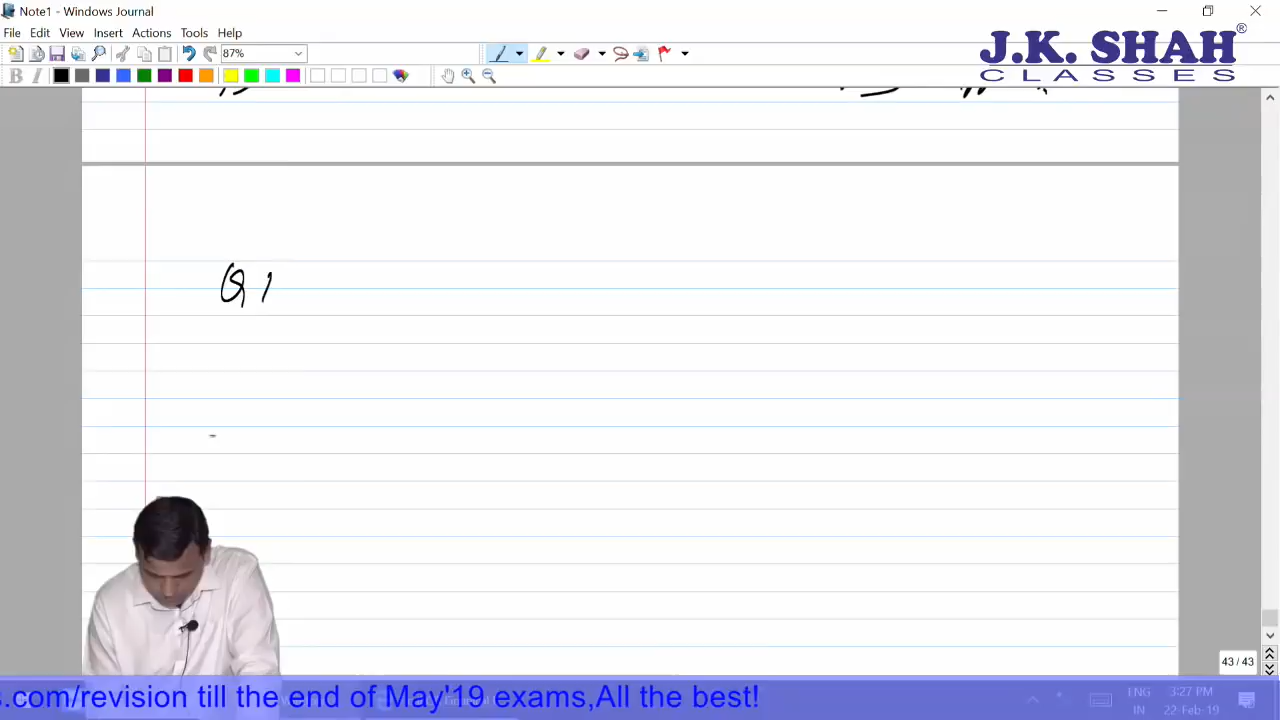 Note1 - Windows Journal
File Edit View Insert Actions Tools Help
87%
B I
J.K. SHAH®
CLASSES
Q1
43 / 43
s.com/revision till the end of May'19 exams,All the best!
ENG
IN
3:27 PM
22-Feb-19